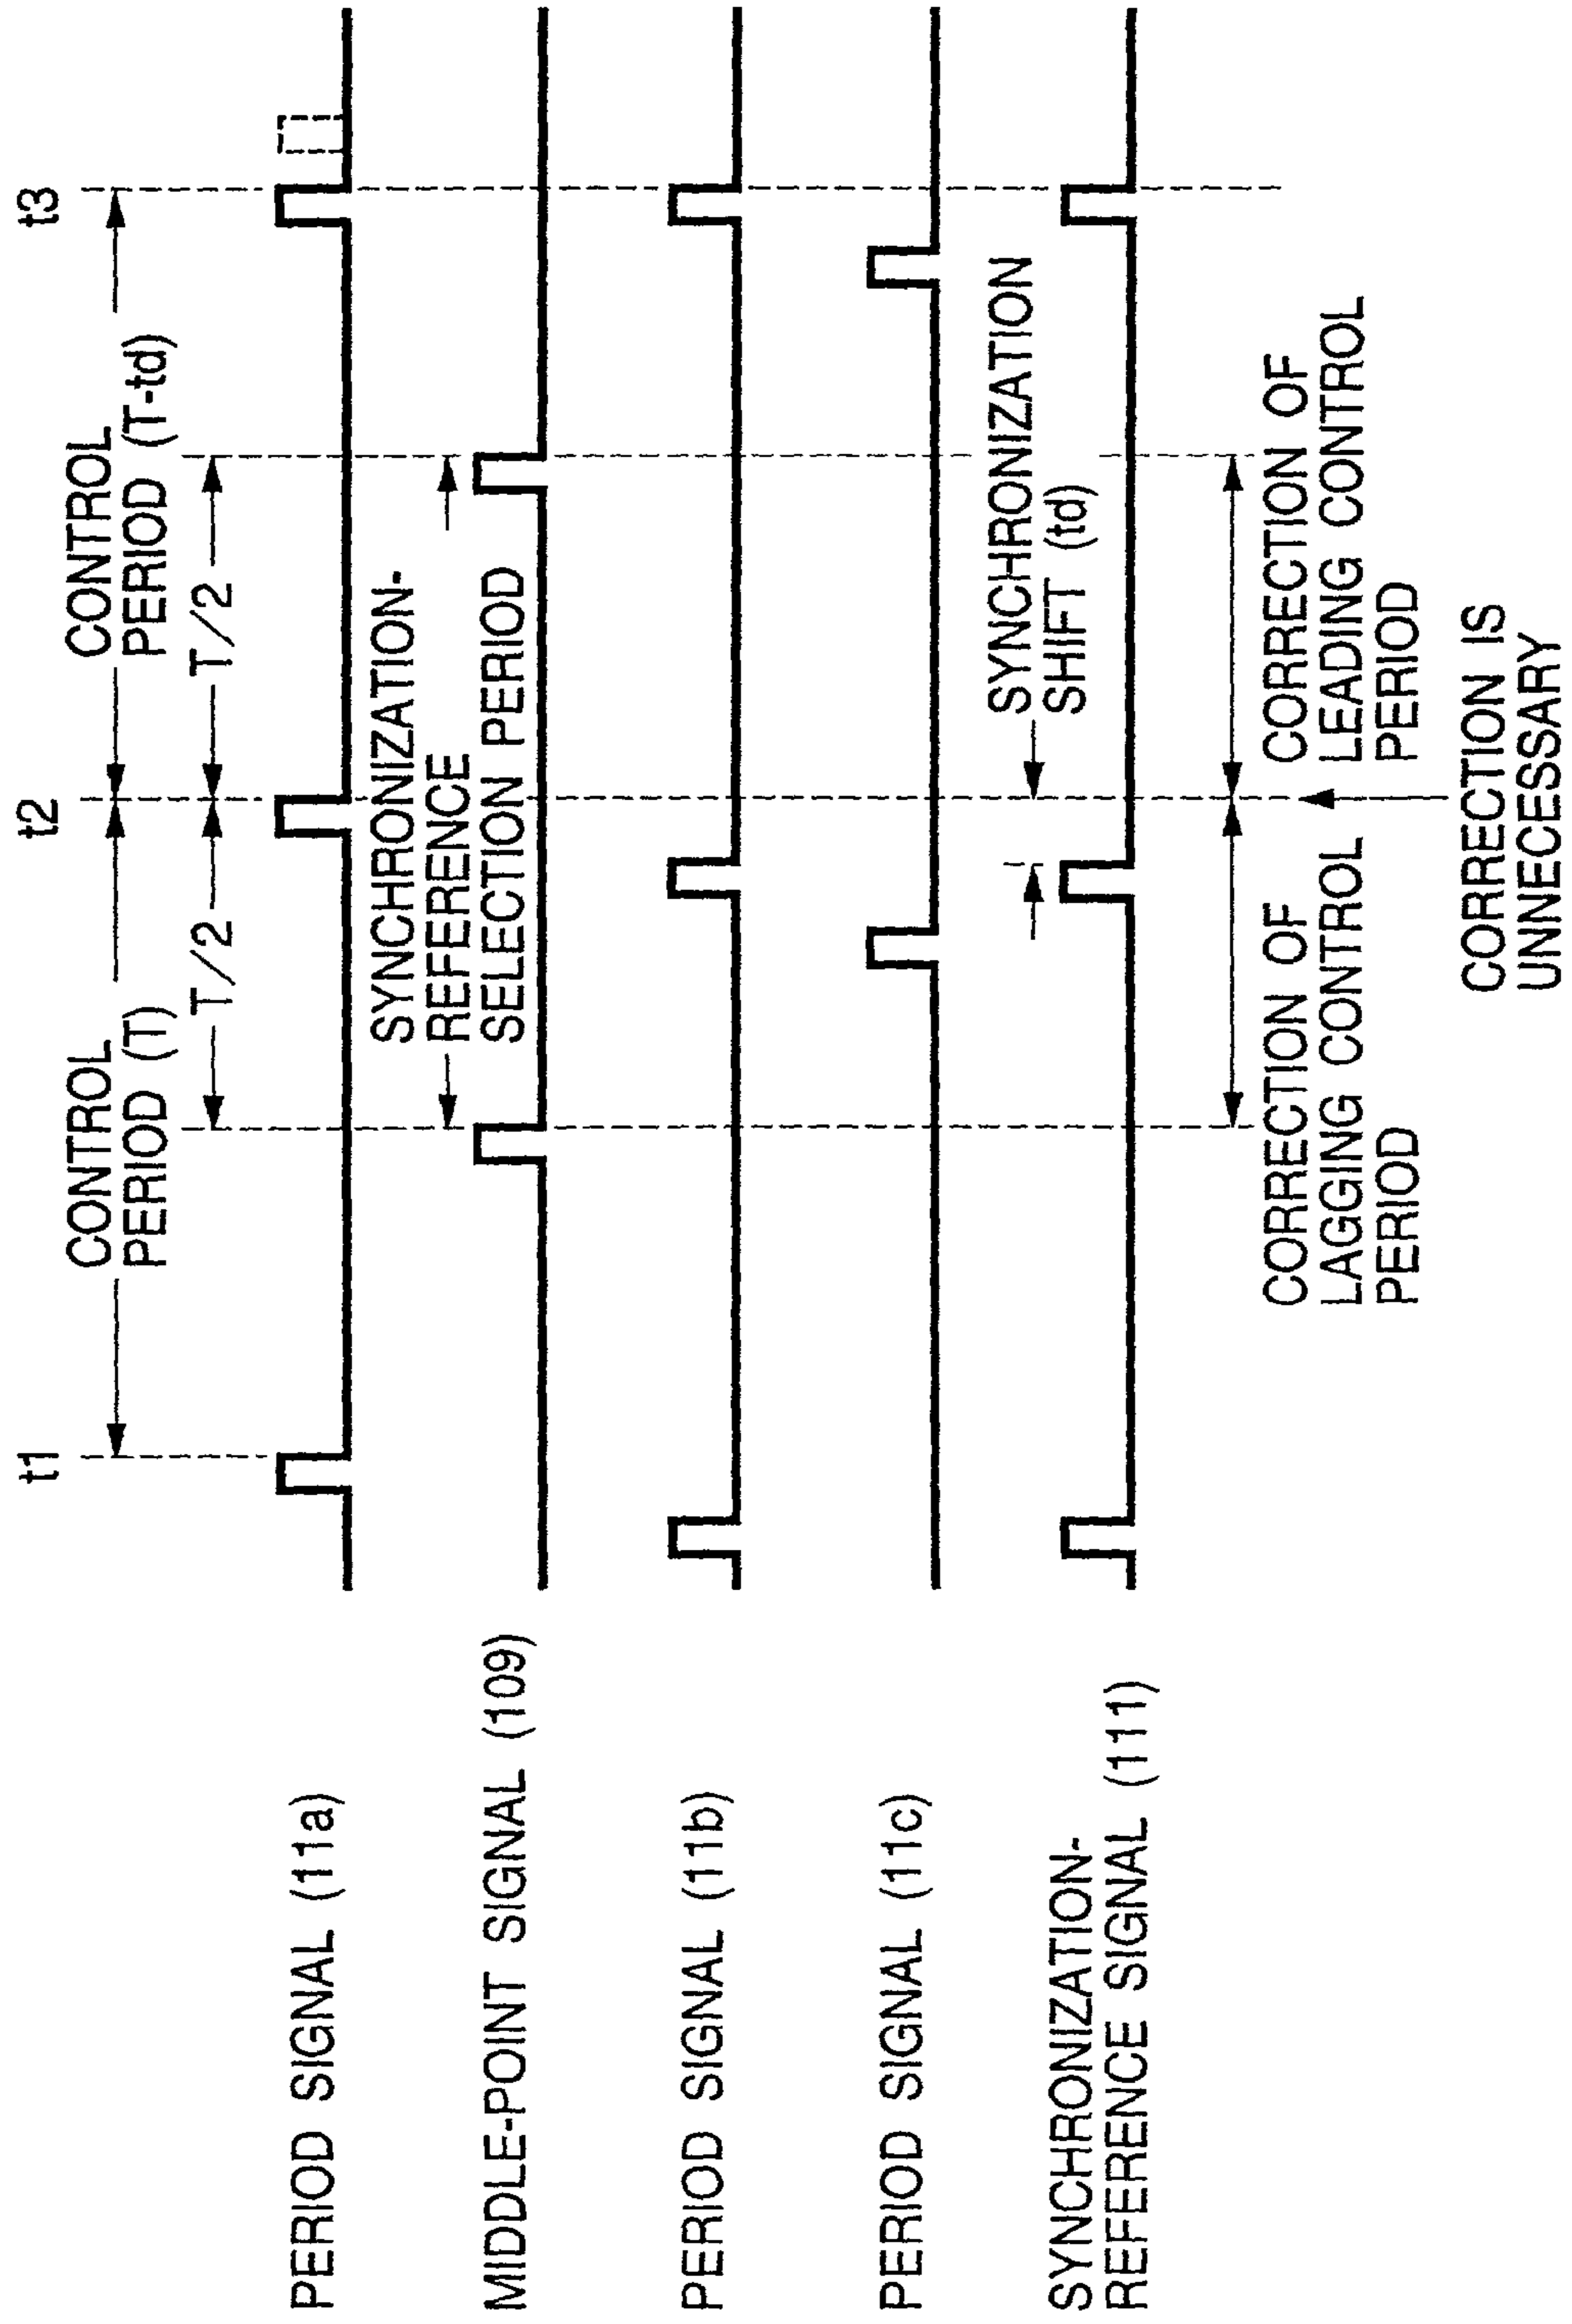 t1
t2
t3
CONTROL
PERIOD (T)
CONTROL
PERIOD (T-td)
T/2
T/2
PERIOD SIGNAL (11a)
SYNCHRONIZATION-
REFERENCE
SELECTION PERIOD
MIDDLE-POINT SIGNAL (109)
PERIOD SIGNAL (11b)
PERIOD SIGNAL (11c)
SYNCHRONIZATION
SHIFT (td)
SYNCHRONIZATION-
REFERENCE SIGNAL (111)
CORRECTION OF
LAGGING CONTROL
PERIOD
CORRECTION OF
LEADING CONTROL
PERIOD
CORRECTION IS
UNNECESSARY